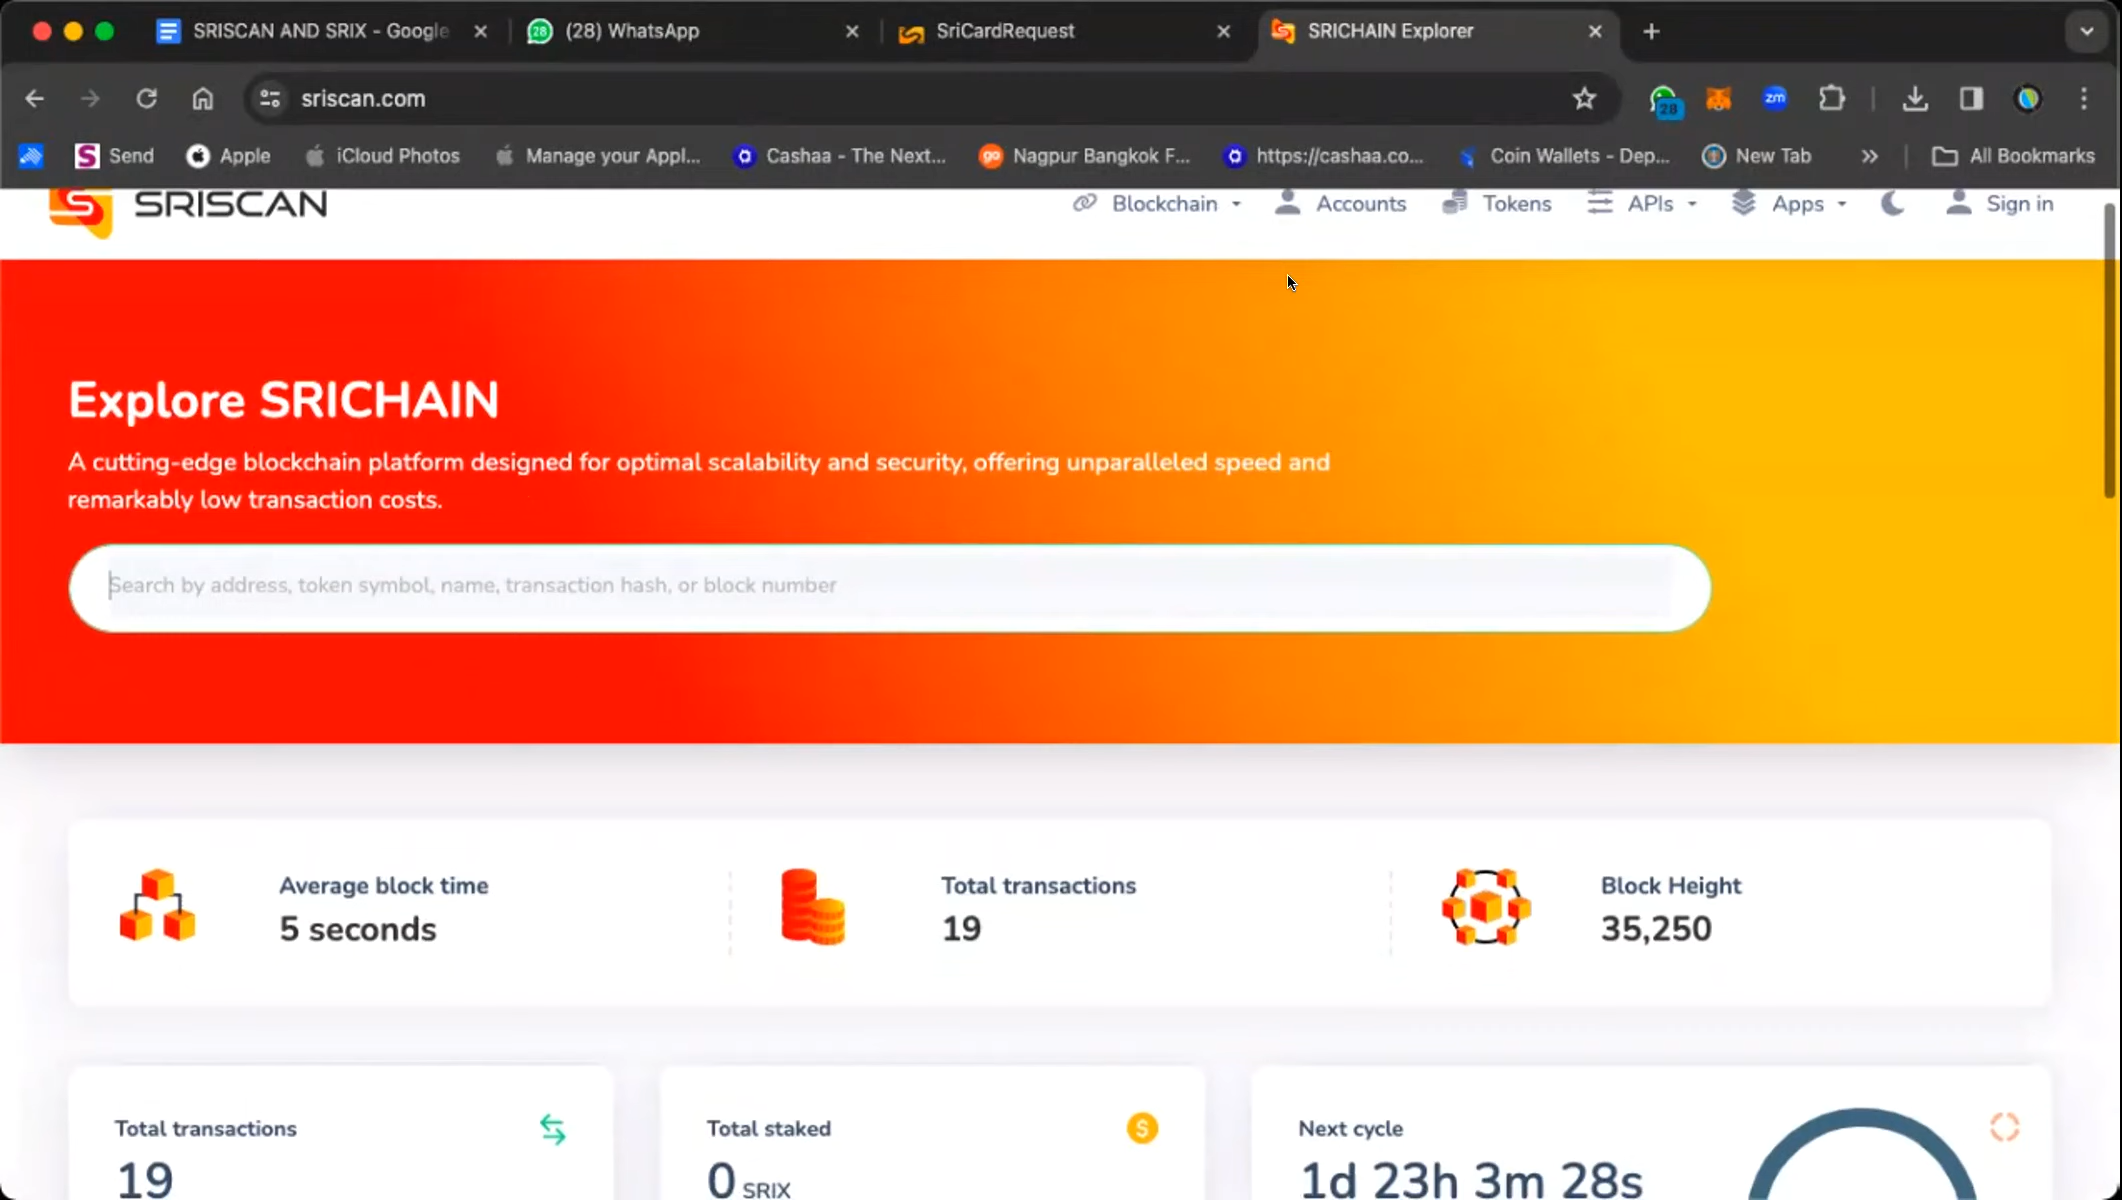 SRISCAN AND SRIX - Google
(28) WhatsApp
SriCardRequest
SRICHAIN Explorer
sriscan.com
28
zm
Send
Apple
iCloud Photos
Manage your Appl...
Cashaa - The Next...
go
Nagpur Bangkok F...
https://cashaa.co...
Coin Wallets - Dep...
New Tab
All Bookmarks
SRISCAN
Blockchain
Accounts
Tokens
APIs
Apps
Sign in
Explore SRICHAIN
A cutting-edge blockchain platform designed for optimal scalability and security, offering unparalleled speed and
remarkably low transaction costs.
Search by address, token symbol, name, transaction hash, or block number
Average block time
5 seconds
Total transactions
19
Block Height
35,250
Total transactions
19
Total staked
0 SRIX
Next cycle
1d 23h 3m 28s